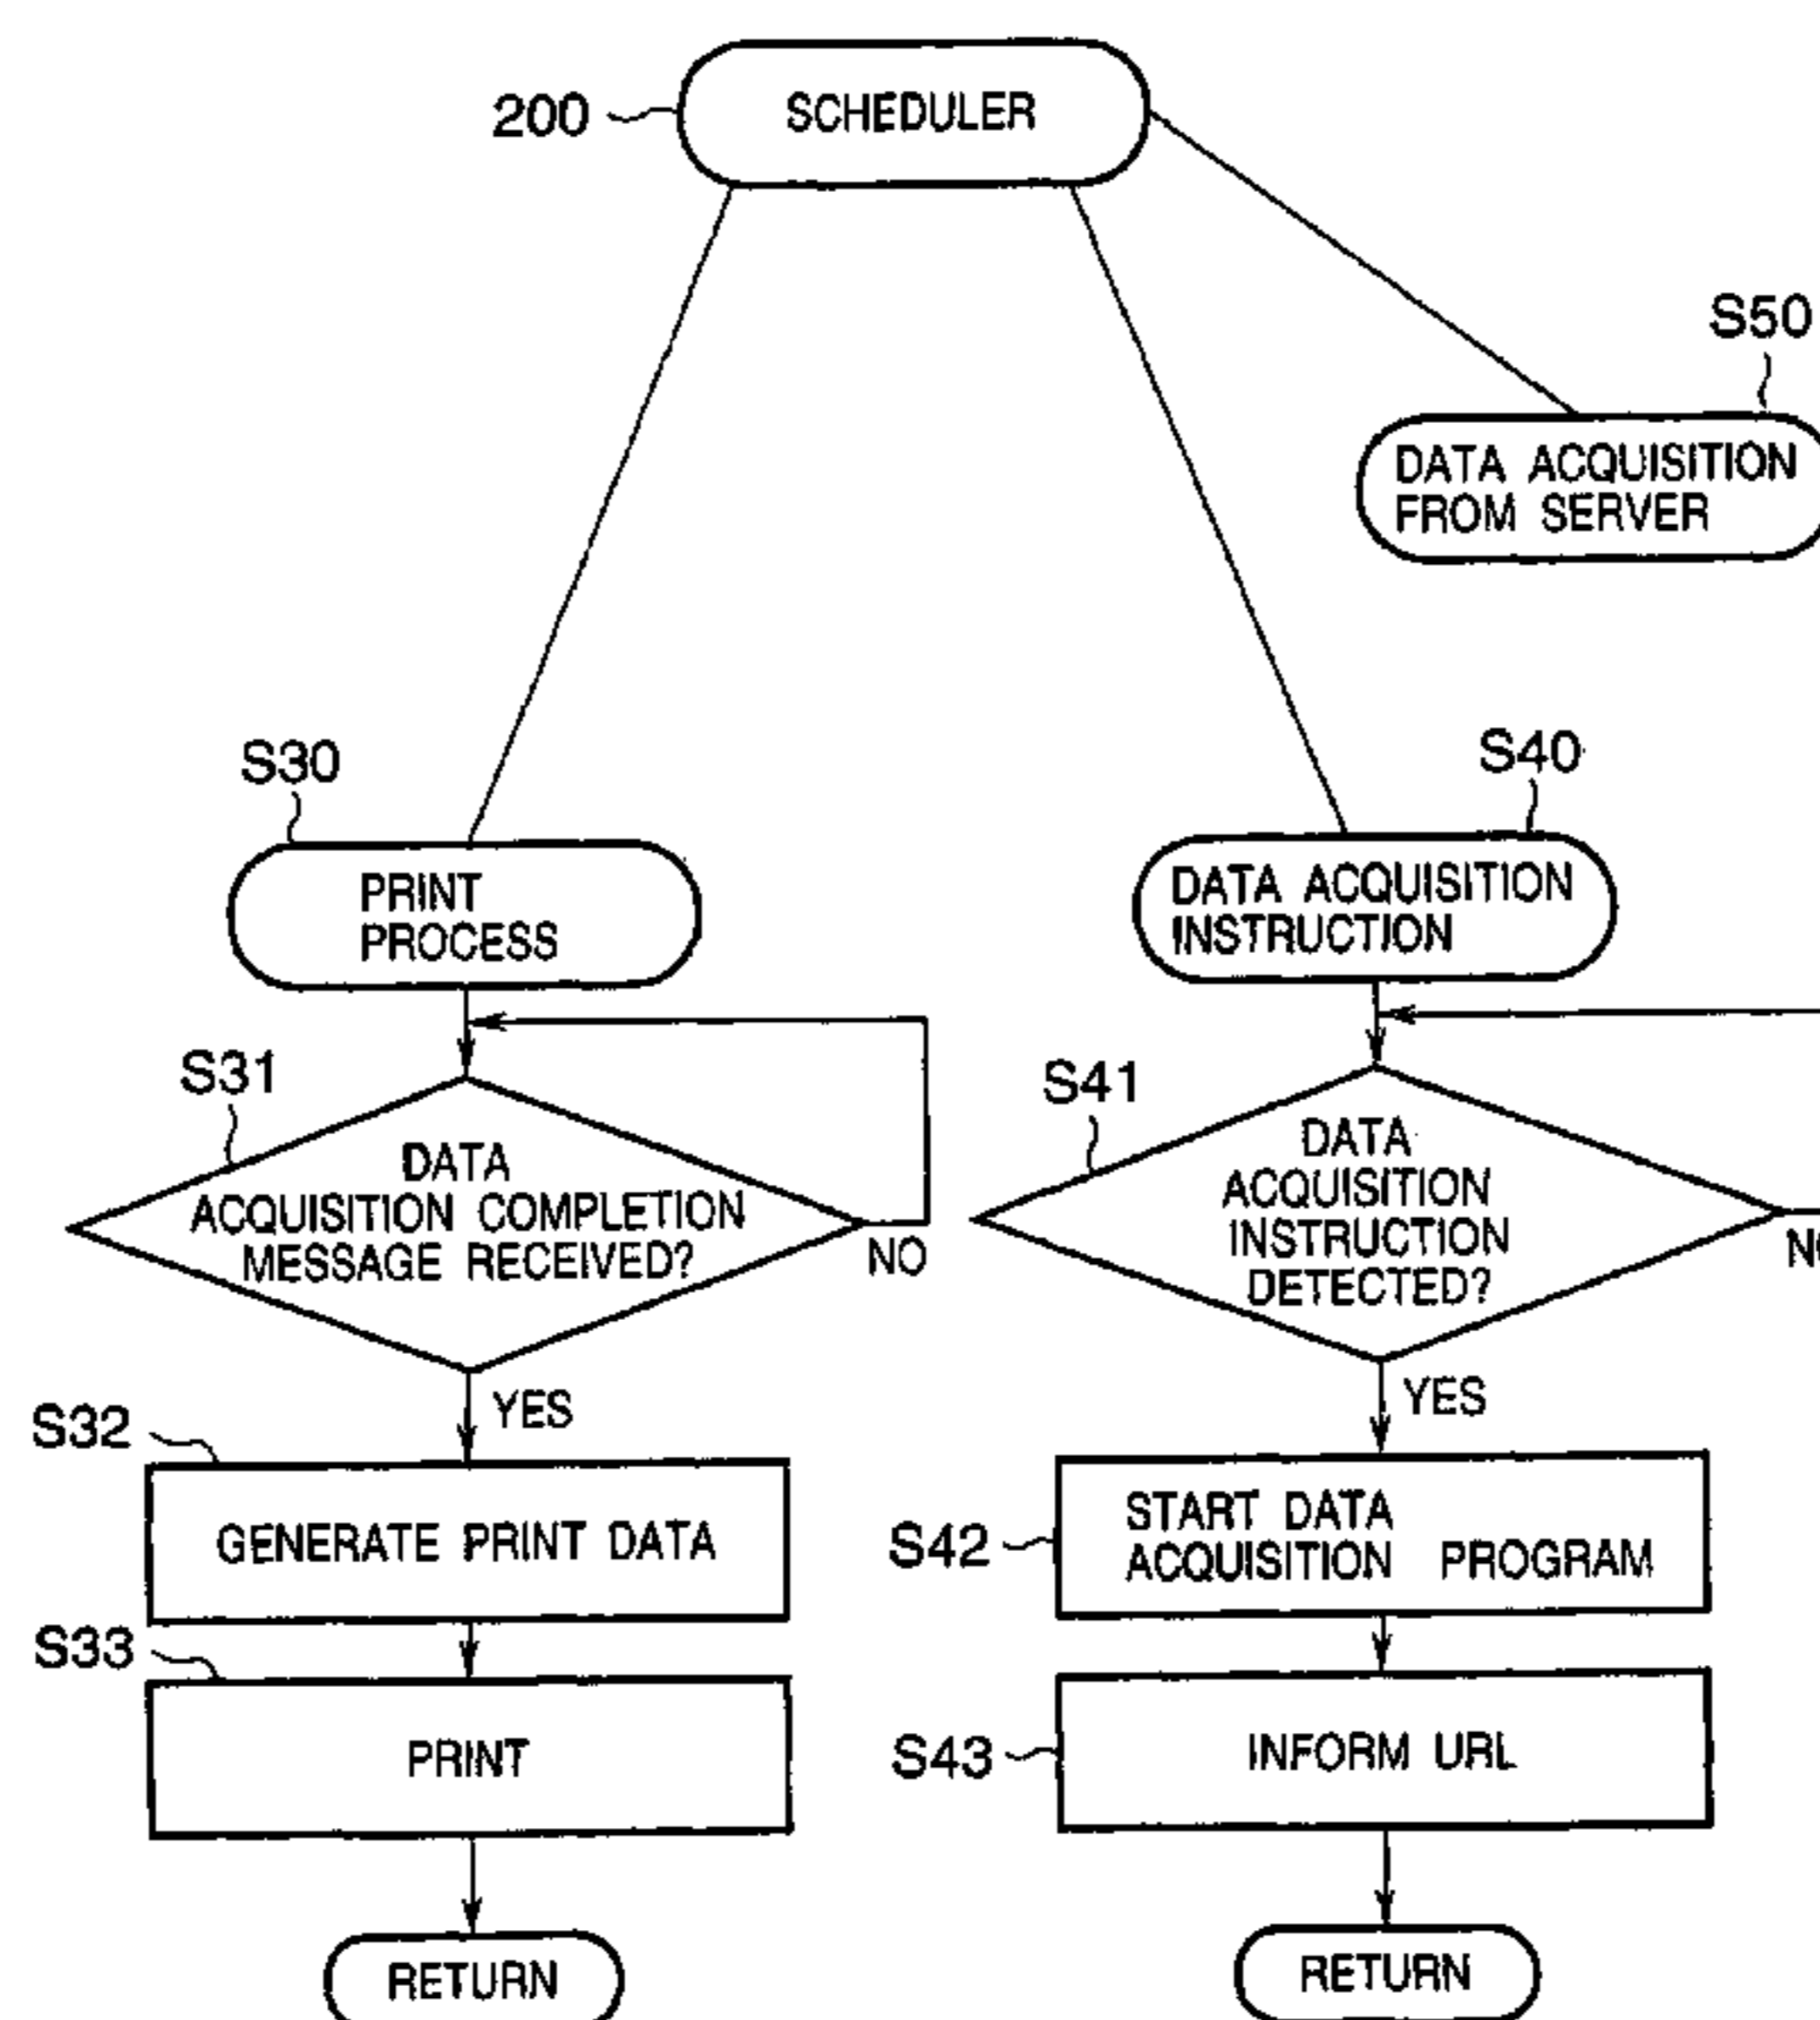 200
SCHEDULER
S50
DATA ACQUISITION
FROM SERVER
S30
PRINT
PROCESS
S40
DATA ACQUISITION
INSTRUCTION
S31
DATA
ACQUISITION COMPLETION
MESSAGE RECEIVED?
NO
YES
S41
DATA
ACQUISITION
INSTRUCTION
DETECTED?
NO
YES
S32
GENERATE PRINT DATA
S42
START DATA
ACQUISITION PROGRAM
S33
PRINT
S43
INFORM URL
RETURN
RETURN